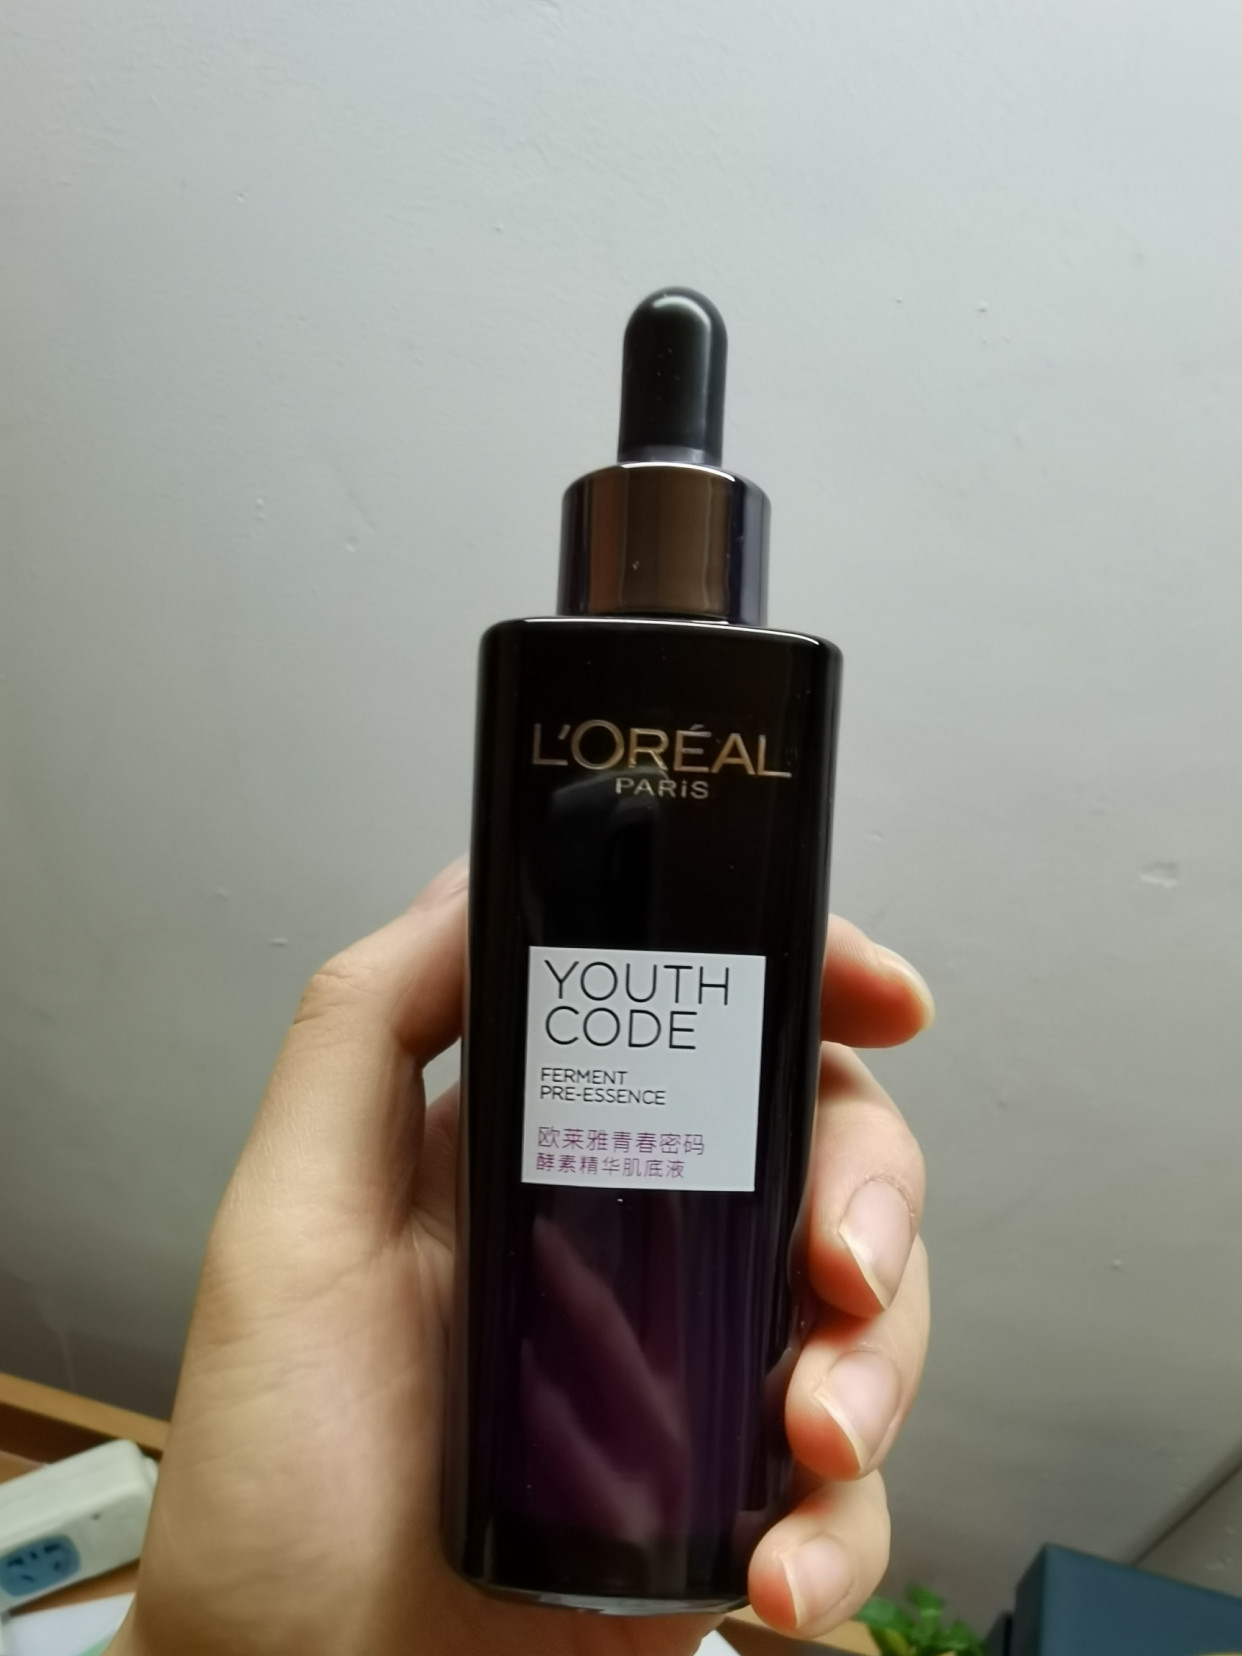 L'ORÉAL
PARIS
YOUTH
CODE
FERMENT
PRE-ESSENCE
欧莱雅青春密码
酵素精华肌底液